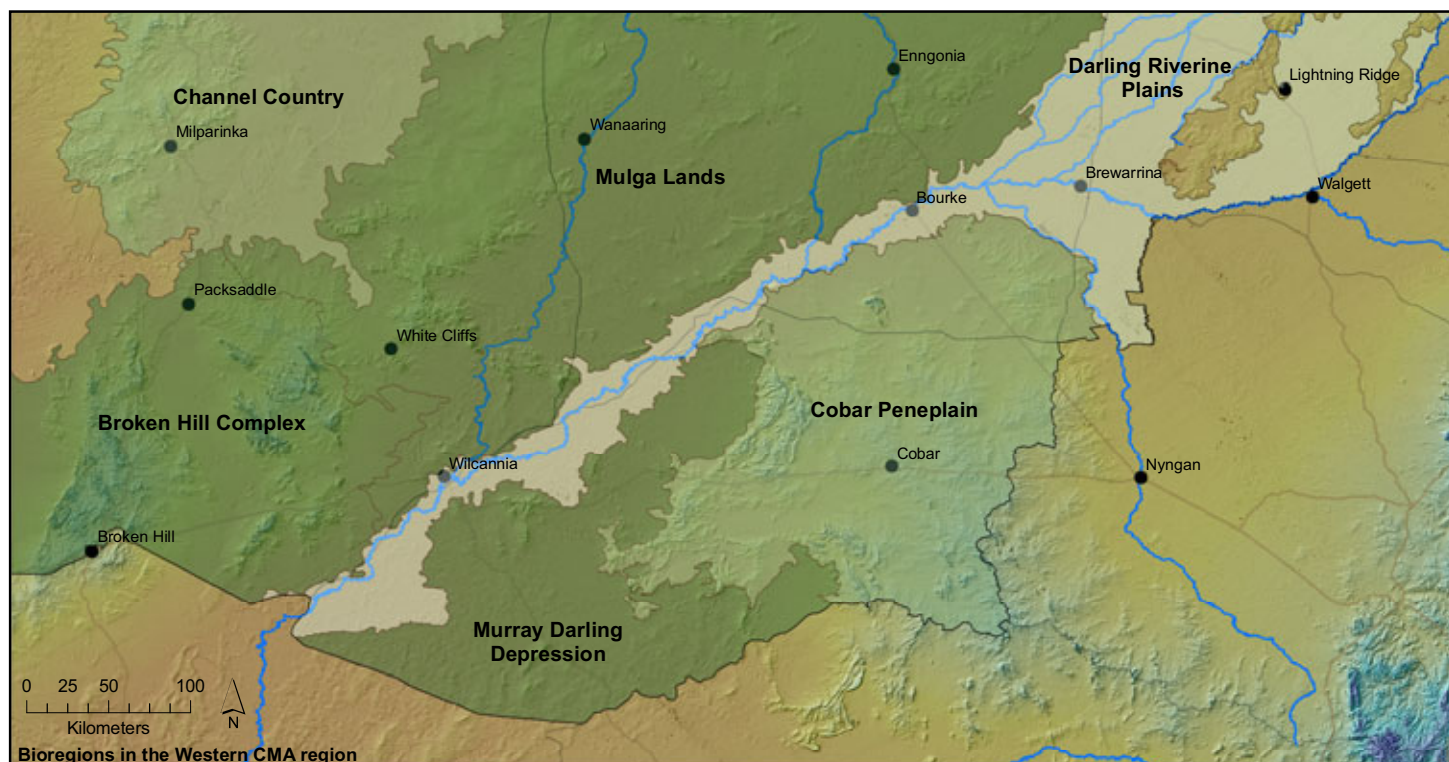 Enngonia
Darling Riverine
Plains
Lightning Ridge
Channel Country
Milparinka
Wanaaring
Mulga Lands
Brewarrina
Walgett
Bourke
Packsaddle
White Cliffs
Broken Hill Complex
Cobar Peneplain
Cobar
Wilcannia
Nyngan
Broken Hill
Murray Darling
Depression
0 25 50 100
Kilometers
N
Bioregions in the Western CMA region